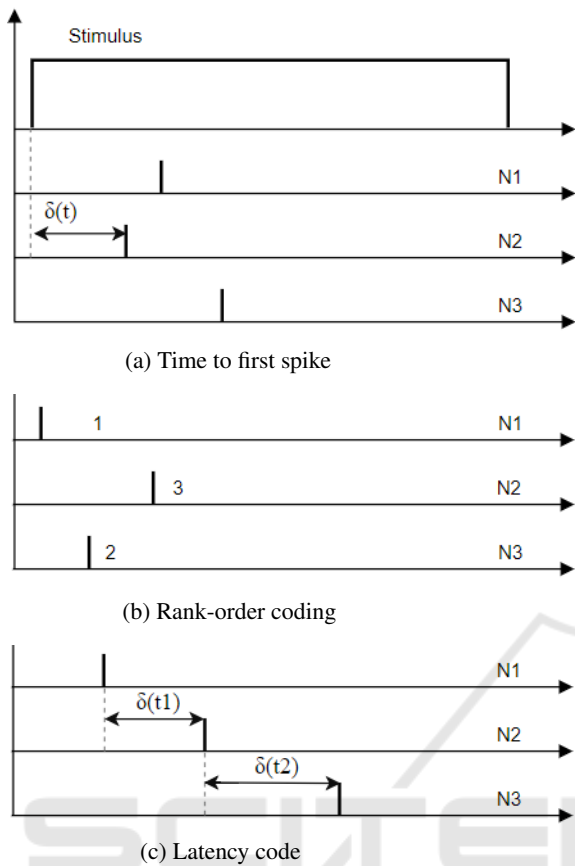 Stimulus
N1
δ(t)
N2
N3
(a) Time to first spike
1
N1
3
N2
2
N3
(b) Rank-order coding
N1
δ(t1)
N2
δ(t2)
N3
(c) Latency code